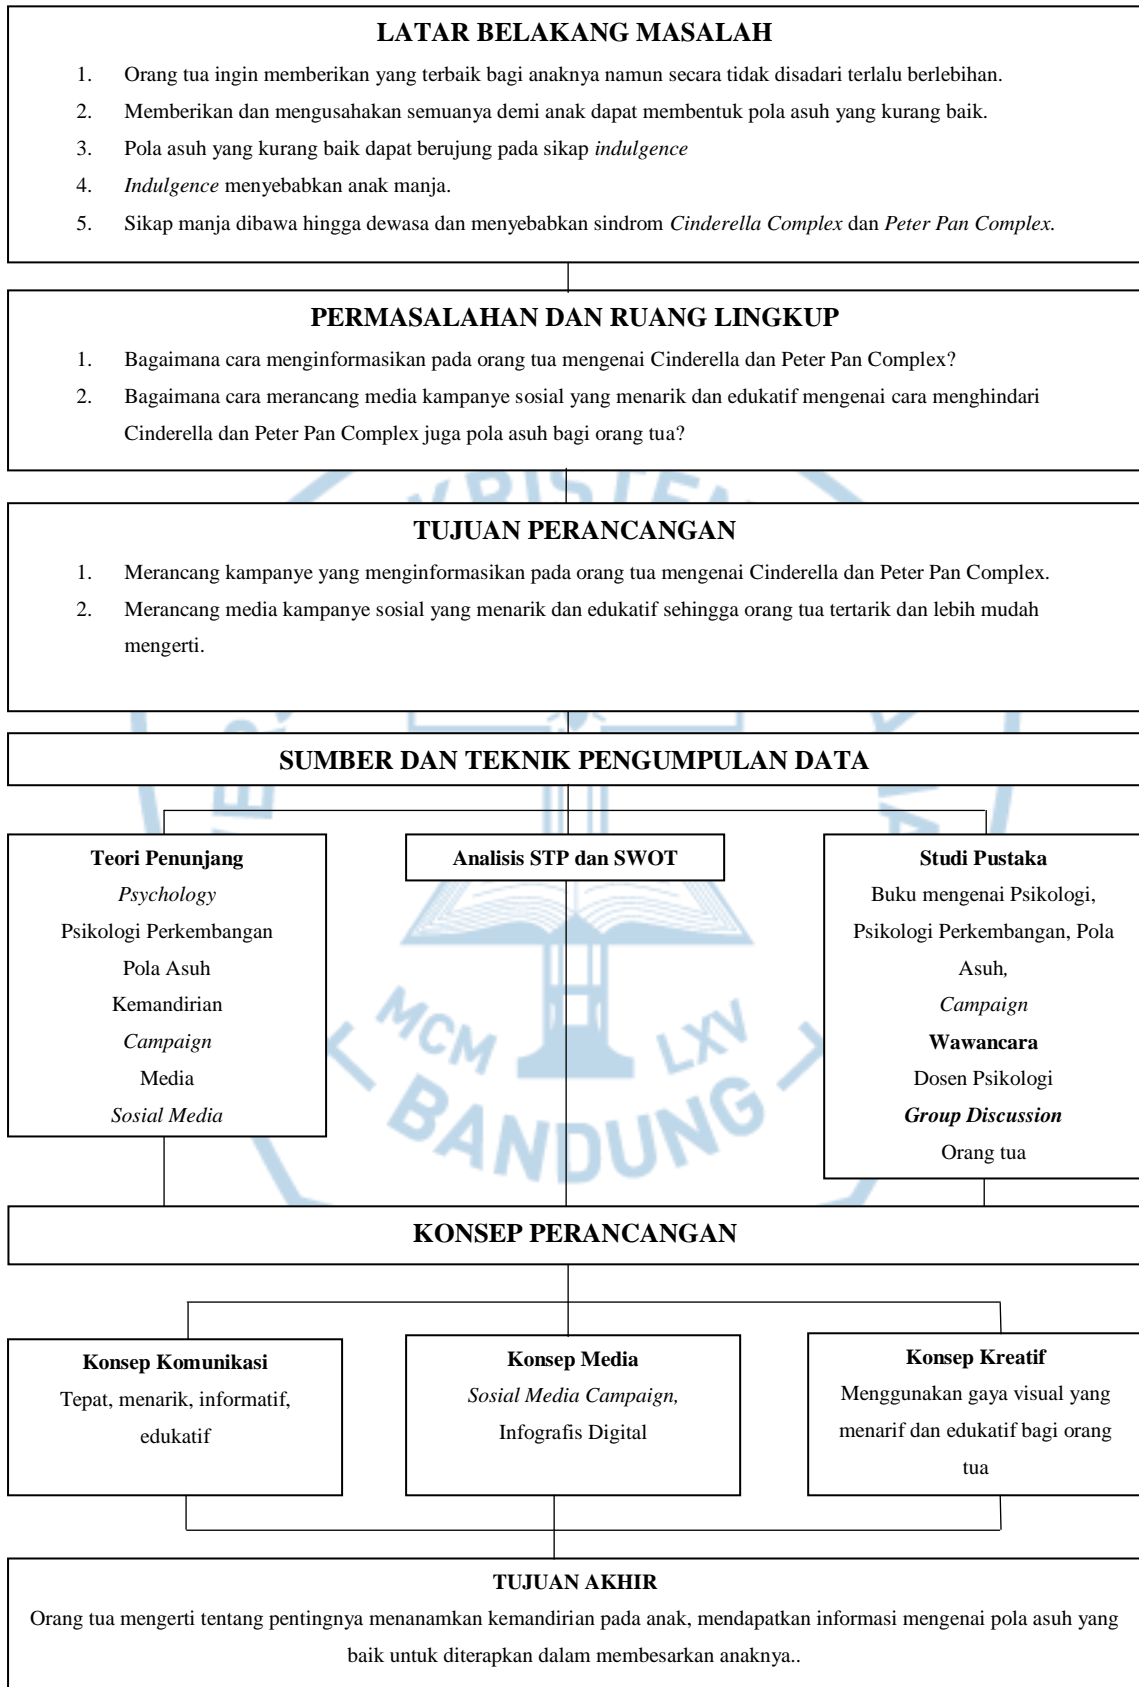 LATAR BELAKANG MASALAH
1. Orang tua ingin memberikan yang terbaik bagi anaknya namun secara tidak disadari terlalu berlebihan.
2. Memberikan dan mengusahakan semuanya demi anak dapat membentuk pola asuh yang kurang baik.
3. Pola asuh yang kurang baik dapat berujung pada sikap indulgence
4. Indulgence menyebabkan anak manja.
5. Sikap manja dibawa hingga dewasa dan menyebabkan sindrom Cinderella Complex dan Peter Pan Complex.
PERMASALAHAN DAN RUANG LINGKUP
1. Bagaimana cara menginformasikan pada orang tua mengenai Cinderella dan Peter Pan Complex?
2. Bagaimana cara merancang media kampanye sosial yang menarik dan edukatif mengenai cara menghindari
Cinderella dan Peter Pan Complex juga pola asuh bagi orang tua?
TUJUAN PERANCANGAN
1. Merancang kampanye yang menginformasikan pada orang tua mengenai Cinderella dan Peter Pan Complex.
2. Merancang media kampanye sosial yang menarik dan edukatif sehingga orang tua tertarik dan lebih mudah
mengerti.
SUMBER DAN TEKNIK PENGUMPULAN DATA
Teori Penunjang
Psychology
Psikologi Perkembangan
Pola Asuh
Kemandirian
Campaign
Media
Sosial Media
Analisis STP dan SWOT
Studi Pustaka
Buku mengenai Psikologi,
Psikologi Perkembangan, Pola
Asuh,
Campaign
Wawancara
Dosen Psikologi
Group Discussion
Orang tua
MCM LXV
BANDUNG
KONSEP PERANCANGAN
Konsep Komunikasi
Tepat, menarik, informatif,
edukatif
Konsep Media
Sosial Media Campaign,
Infografis Digital
Konsep Kreatif
Menggunakan gaya visual yang
menarif dan edukatif bagi orang
tua
TUJUAN AKHIR
Orang tua mengerti tentang pentingnya menanamkan kemandirian pada anak, mendapatkan informasi mengenai pola asuh yang
baik untuk diterapkan dalam membesarkan anaknya..